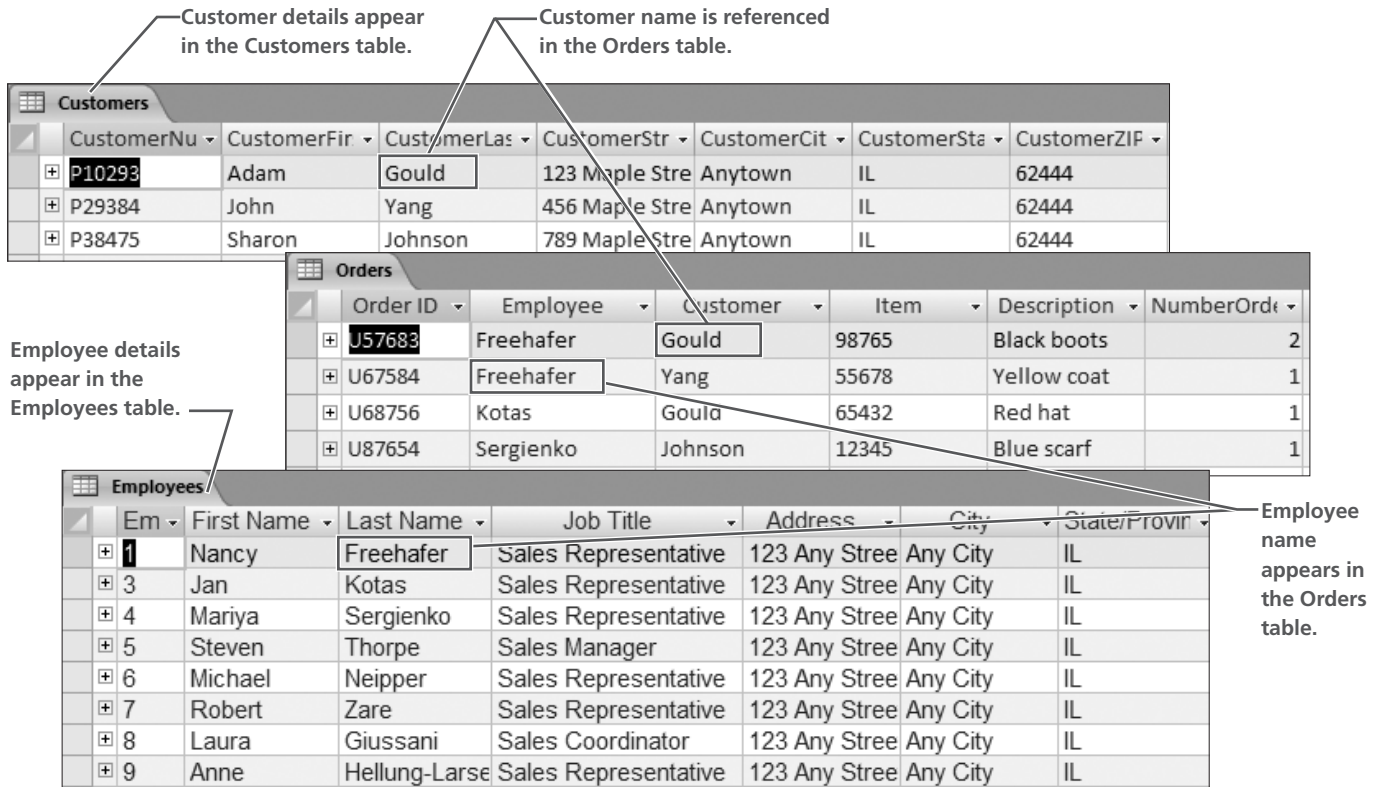 Customer details appear
in the Customers table.
Customer name is referenced
in the Orders table.
Customers
CustomerNu CustomerFir CustomerLas CustomerStr CustomerCit CustomerSta CustomerZIP
P10293 Adam Gould 123 Maple Stre Anytown IL 62444
P29384 John Yang 456 Maple Stre Anytown IL 62444
P38475 Sharon Johnson 789 Maple Stre Anytown IL 62444
Orders
Order ID Employee Customer Item Description NumberOrde
U57683 Freehafer Gould 98765 Black boots 2
U67584 Freehafer Yang 55678 Yellow coat 1
U68756 Kotas Gould 65432 Red hat 1
U87654 Sergienko Johnson 12345 Blue scarf 1
Employee details
appear in the
Employees table.
Employees
Em First Name Last Name Job Title Address City State/Provin
1 Nancy Freehafer Sales Representative 123 Any Stree Any City IL
3 Jan Kotas Sales Representative 123 Any Stree Any City IL
4 Mariya Sergienko Sales Representative 123 Any Stree Any City IL
5 Steven Thorpe Sales Manager 123 Any Stree Any City IL
6 Michael Neipper Sales Representative 123 Any Stree Any City IL
7 Robert Zare Sales Representative 123 Any Stree Any City IL
8 Laura Giussani Sales Coordinator 123 Any Stree Any City IL
9 Anne Hellung-Larse Sales Representative 123 Any Stree Any City IL
Employee
name
appears in
the Orders
table.